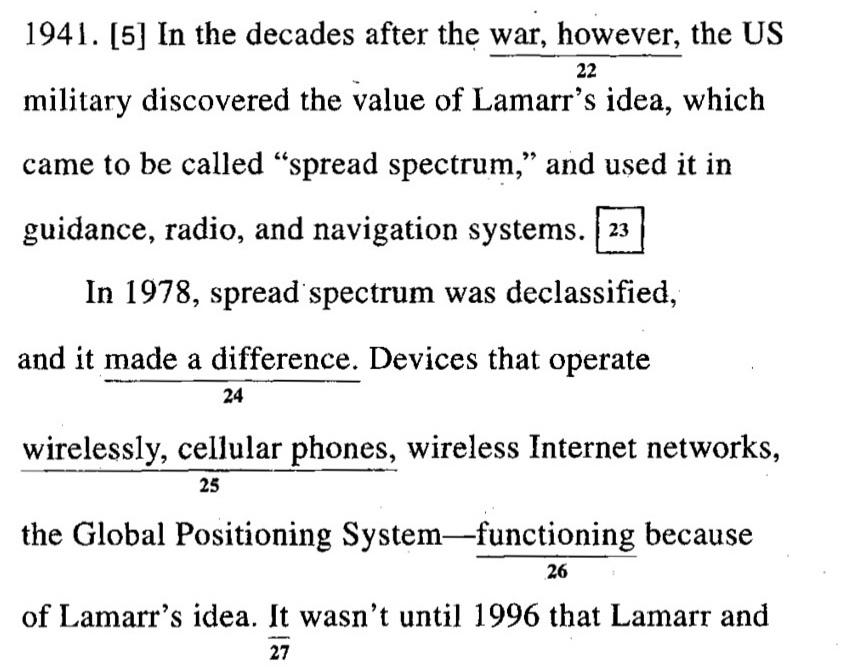 1941. [5] In the decades after the war, however, the US
22
military discovered the value of Lamarr's idea, which
came to be called “spread spectrum,” and used it in
guidance, radio, and navigation systems. 23
In 1978, spread spectrum was declassified,
and it made a difference. Devices that operate
24
wirelessly, cellular phones, wireless Internet networks,
25
the Global Positioning System—functioning because
26
of Lamarr's idea. It wasn't until 1996 that Lamarr and
27